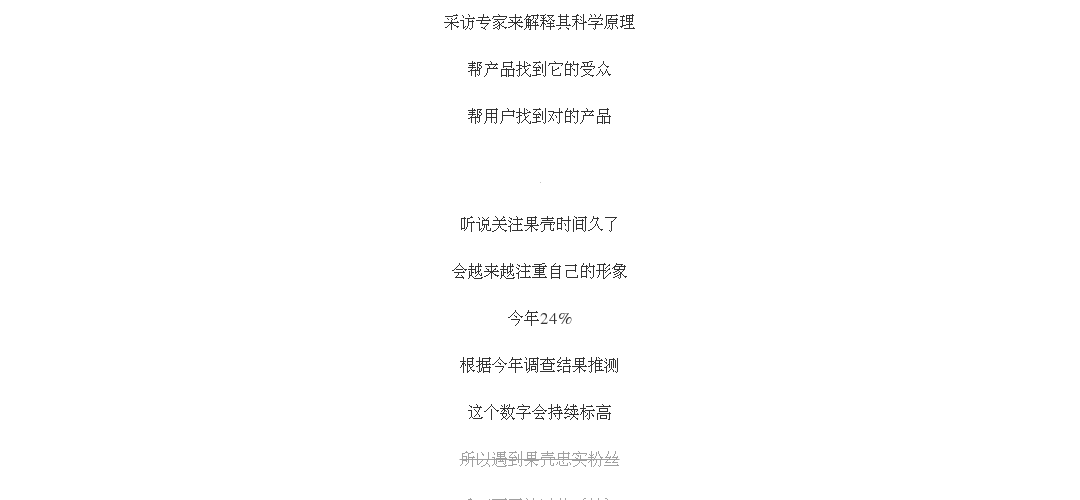 采访专家来解释其科学原理
帮产品找到它的受众
帮用户找到对的产品
听说关注果壳时间久了
会越来越注重自己的形象
今年24%
根据今年调查结果推测
这个数字会持续标高
所以遇到果壳忠实粉丝